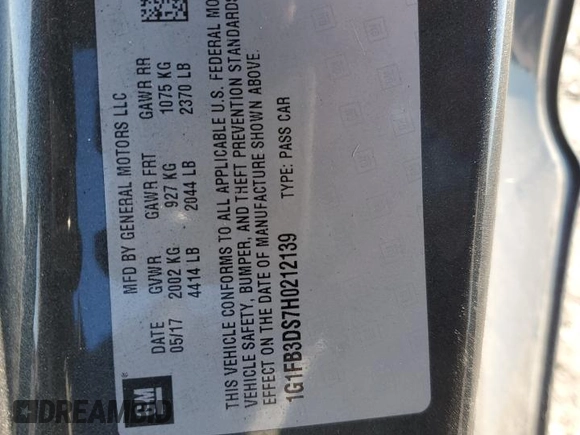 GM
MFD BY GENERAL MOTORS LLC
DATE GVWR GAWR FRT GAWR RR
05/17 2002 KG 927 KG 1075 KG
4414 LB - 2044 LB 2370 LB
THIS VEHICLE CONFORMS TO ALL APPLICABLE U.S. FEDERAL
VEHICLE SAFETY, BUMPER, AND THEFT PREVENTION STANDARDS
EFFECT ON THE DATE OF MANUFACTURE SHOWN ABOVE.
1G1FB3DS7H0212139 TYPE: PASS CAR
DREAMBID